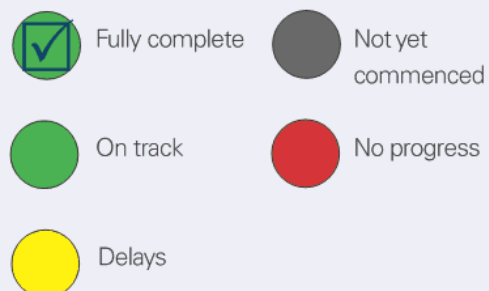 Fully complete
Not yet
commenced
On track
No progress
Delays